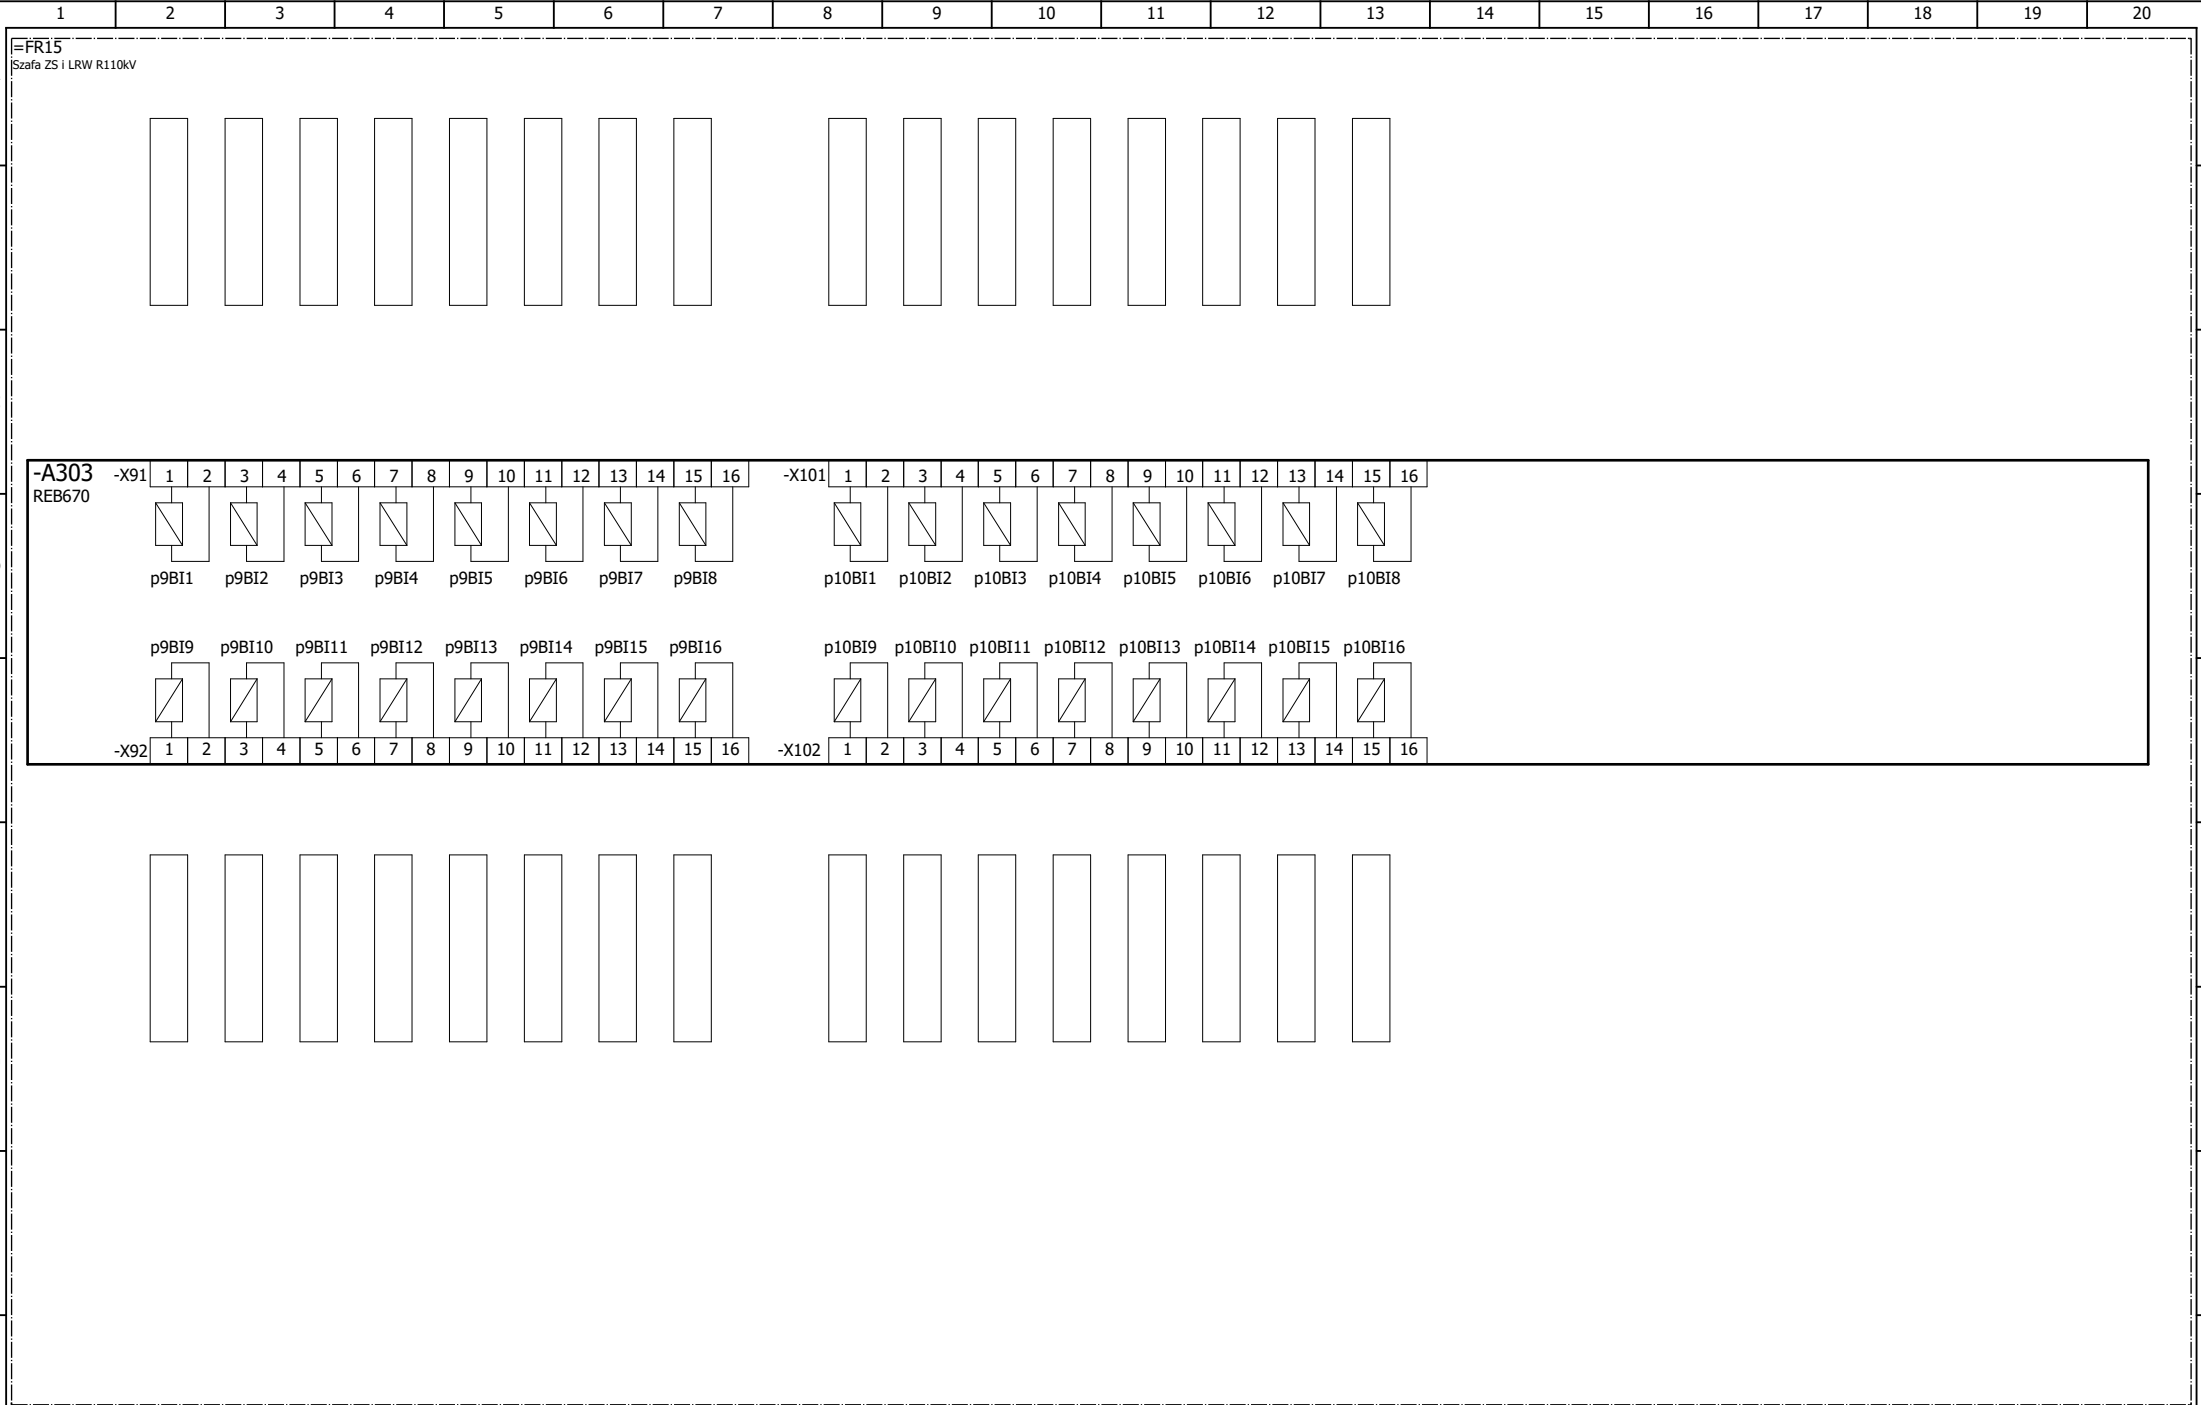 1 2 3 4 5 6 7 8 9 10 11 12 13 14 15 16 17 18 19 20
=FR15
Szafa ZS i LRW R110kV
-A303 -X91 1 2 3 4 5 6 7 8 9 10 11 12 13 14 15 16 -X101 1 2 3 4 5 6 7 8 9 10 11 12 13 14 15 16
REB670
p9BI1 p9BI2 p9BI3 p9BI4 p9BI5 p9BI6 p9BI7 p9BI8 p10BI1 p10BI2 p10BI3 p10BI4 p10BI5 p10BI6 p10BI7 p10BI8
p9BI9 p9BI10 p9BI11 p9BI12 p9BI13 p9BI14 p9BI15 p9BI16 p10BI9 p10BI10 p10BI11 p10BI12 p10BI13 p10BI14 p10BI15 p10BI16
-X92 1 2 3 4 5 6 7 8 9 10 11 12 13 14 15 16 -X102 1 2 3 4 5 6 7 8 9 10 11 12 13 14 15 16